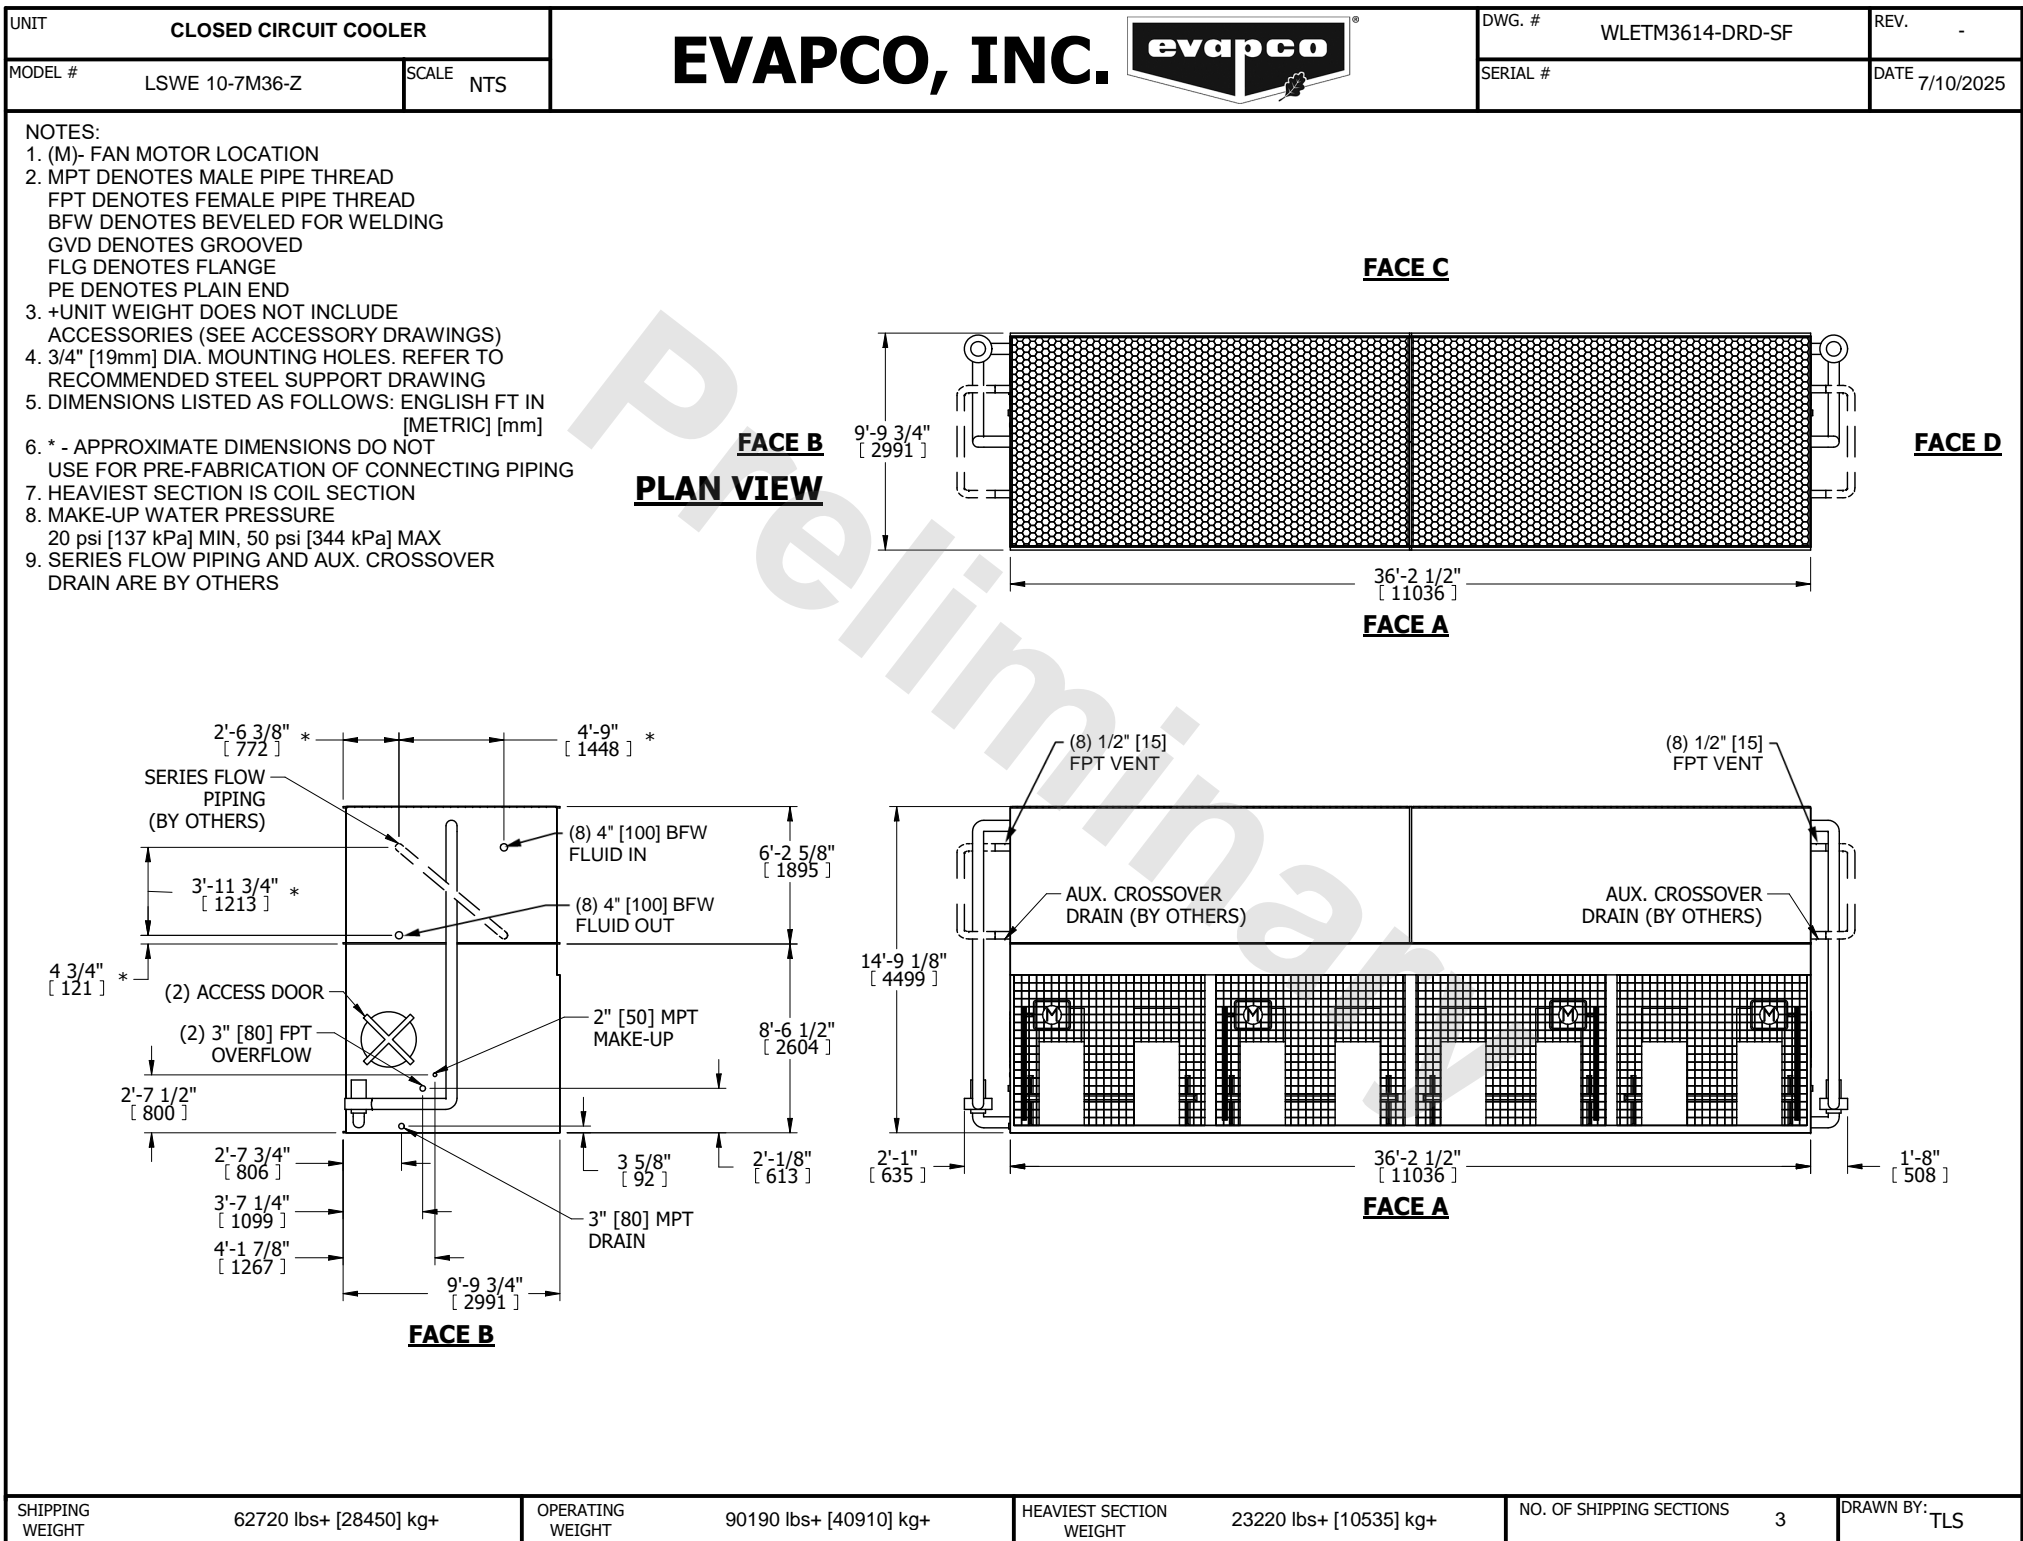 UNIT
CLOSED CIRCUIT COOLER
MODEL #
LSWE 10-7M36-Z
SCALE
NTS
EVAPCO, INC.
evapco
®
DWG. #
WLETM3614-DRD-SF
REV.
-
SERIAL #
DATE
7/10/2025
NOTES:
1. (M)- FAN MOTOR LOCATION
2. MPT DENOTES MALE PIPE THREAD
FPT DENOTES FEMALE PIPE THREAD
BFW DENOTES BEVELED FOR WELDING
GVD DENOTES GROOVED
FLG DENOTES FLANGE
PE DENOTES PLAIN END
3. +UNIT WEIGHT DOES NOT INCLUDE
ACCESSORIES (SEE ACCESSORY DRAWINGS)
4. 3/4" [19mm] DIA. MOUNTING HOLES. REFER TO
RECOMMENDED STEEL SUPPORT DRAWING
5. DIMENSIONS LISTED AS FOLLOWS: ENGLISH FT IN
[METRIC] [mm]
6. * - APPROXIMATE DIMENSIONS DO NOT
USE FOR PRE-FABRICATION OF CONNECTING PIPING
7. HEAVIEST SECTION IS COIL SECTION
8. MAKE-UP WATER PRESSURE
20 psi [137 kPa] MIN, 50 psi [344 kPa] MAX
9. SERIES FLOW PIPING AND AUX. CROSSOVER
DRAIN ARE BY OTHERS
Preliminary
FACE C
FACE B
PLAN VIEW
9'-9 3/4"
[ 2991 ]
FACE D
36'-2 1/2"
[ 11036 ]
FACE A
2'-6 3/8" *
[ 772 ]
4'-9" *
[ 1448 ]
SERIES FLOW
PIPING
(BY OTHERS)
(8) 4" [100] BFW
FLUID IN
6'-2 5/8"
[ 1895 ]
3'-11 3/4" *
[ 1213 ]
(8) 4" [100] BFW
FLUID OUT
4 3/4" *
[ 121 ]
(2) ACCESS DOOR
(2) 3" [80] FPT
OVERFLOW
2" [50] MPT
MAKE-UP
8'-6 1/2"
[ 2604 ]
2'-7 1/2"
[ 800 ]
2'-7 3/4"
[ 806 ]
3 5/8"
[ 92 ]
2'-1/8"
[ 613 ]
3'-7 1/4"
[ 1099 ]
3" [80] MPT
DRAIN
4'-1 7/8"
[ 1267 ]
9'-9 3/4"
[ 2991 ]
FACE B
(8) 1/2" [15]
FPT VENT
(8) 1/2" [15]
FPT VENT
AUX. CROSSOVER
DRAIN (BY OTHERS)
AUX. CROSSOVER
DRAIN (BY OTHERS)
14'-9 1/8"
[ 4499 ]
M
M
M
M
2'-1"
[ 635 ]
36'-2 1/2"
[ 11036 ]
1'-8"
[ 508 ]
FACE A
SHIPPING
WEIGHT
62720 lbs+ [28450] kg+
OPERATING
WEIGHT
90190 lbs+ [40910] kg+
HEAVIEST SECTION
WEIGHT
23220 lbs+ [10535] kg+
NO. OF SHIPPING SECTIONS
3
DRAWN BY:
TLS